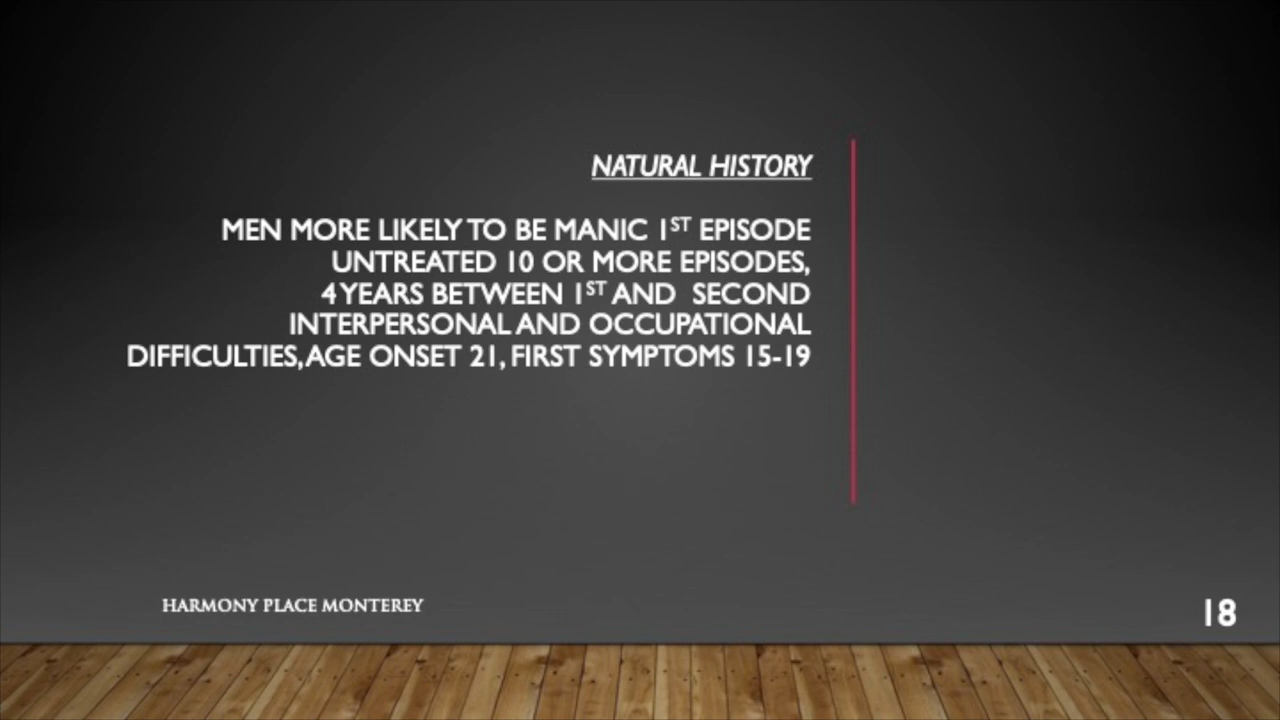 NATURAL HISTORY
MEN MORE LIKELY TO BE MANIC 1ST EPISODE
UNTREATED 10 OR MORE EPISODES,
4 YEARS BETWEEN 1ST AND SECOND
INTERPERSONAL AND OCCUPATIONAL
DIFFICULTIES, AGE ONSET 21, FIRST SYMPTOMS 15-19
HARMONY PLACE MONTEREY
18